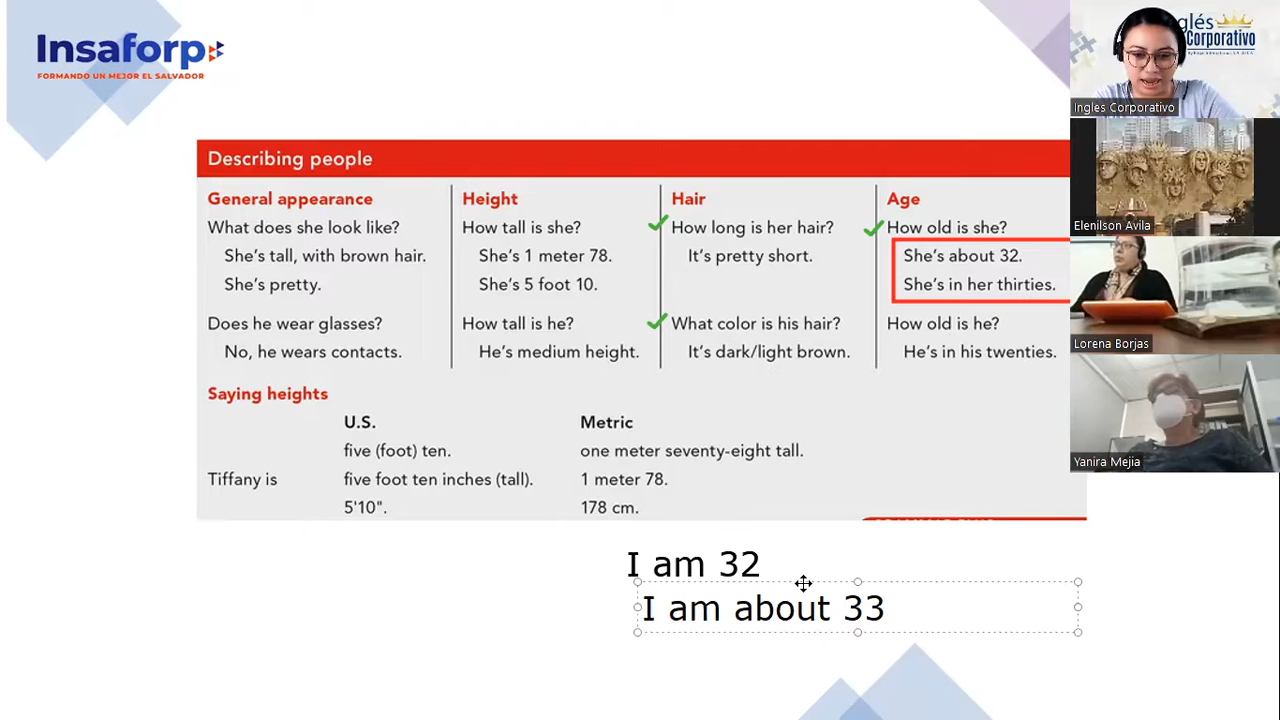 Insaforp
FORMANDO UN MEJOR EL SALVADOR
Describing people
General appearance
What does she look like?
She's tall, with brown hair.
She's pretty.
Does he wear glasses?
No, he wears contacts.
Height
How tall is she?
She's 1 meter 78.
She's 5 foot 10.
How tall is he?
He's medium height.
Hair
How long is her hair?
It's pretty short.
What color is his hair?
It's dark/light brown.
Age
How old is she?
She's about 32.
She's in her thirties.
How old is he?
He's in his twenties.
Saying heights
U.S.
Metric
five (foot) ten.
one meter seventy-eight tall.
Tiffany is
five foot ten inches (tall).
1 meter 78.
5'10".
178 cm.
I am 32
I am about 33
glés
Corporativo
Ingles Corporativo
Elenilson Avila
Lorena Borjas
Yanira Mejia